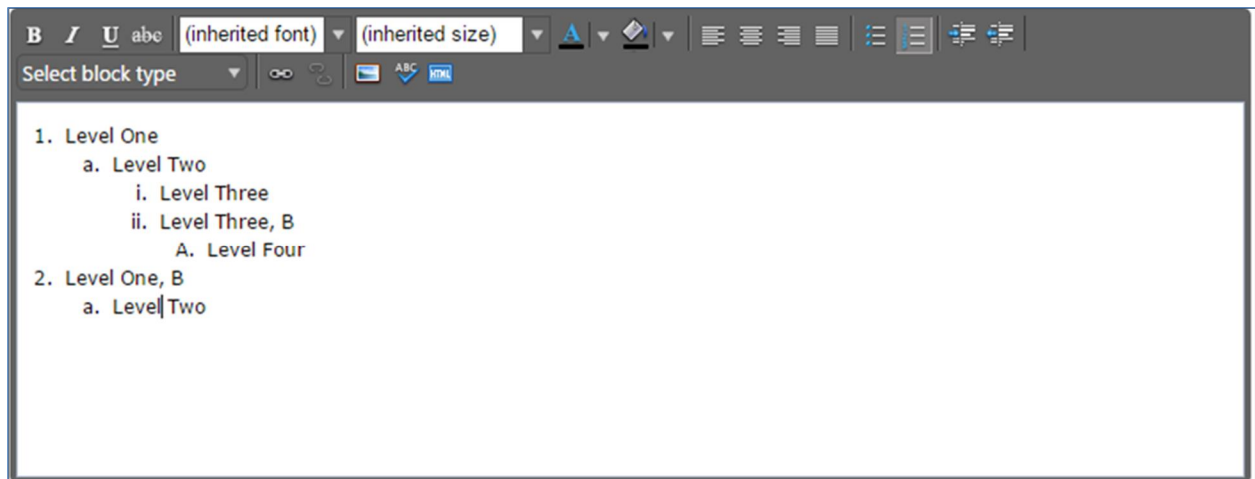 B I U abc (inherited font) (inherited size) A
Select block type ABC HTML
1. Level One
a. Level Two
i. Level Three
ii. Level Three, B
A. Level Four
2. Level One, B
a. Level Two